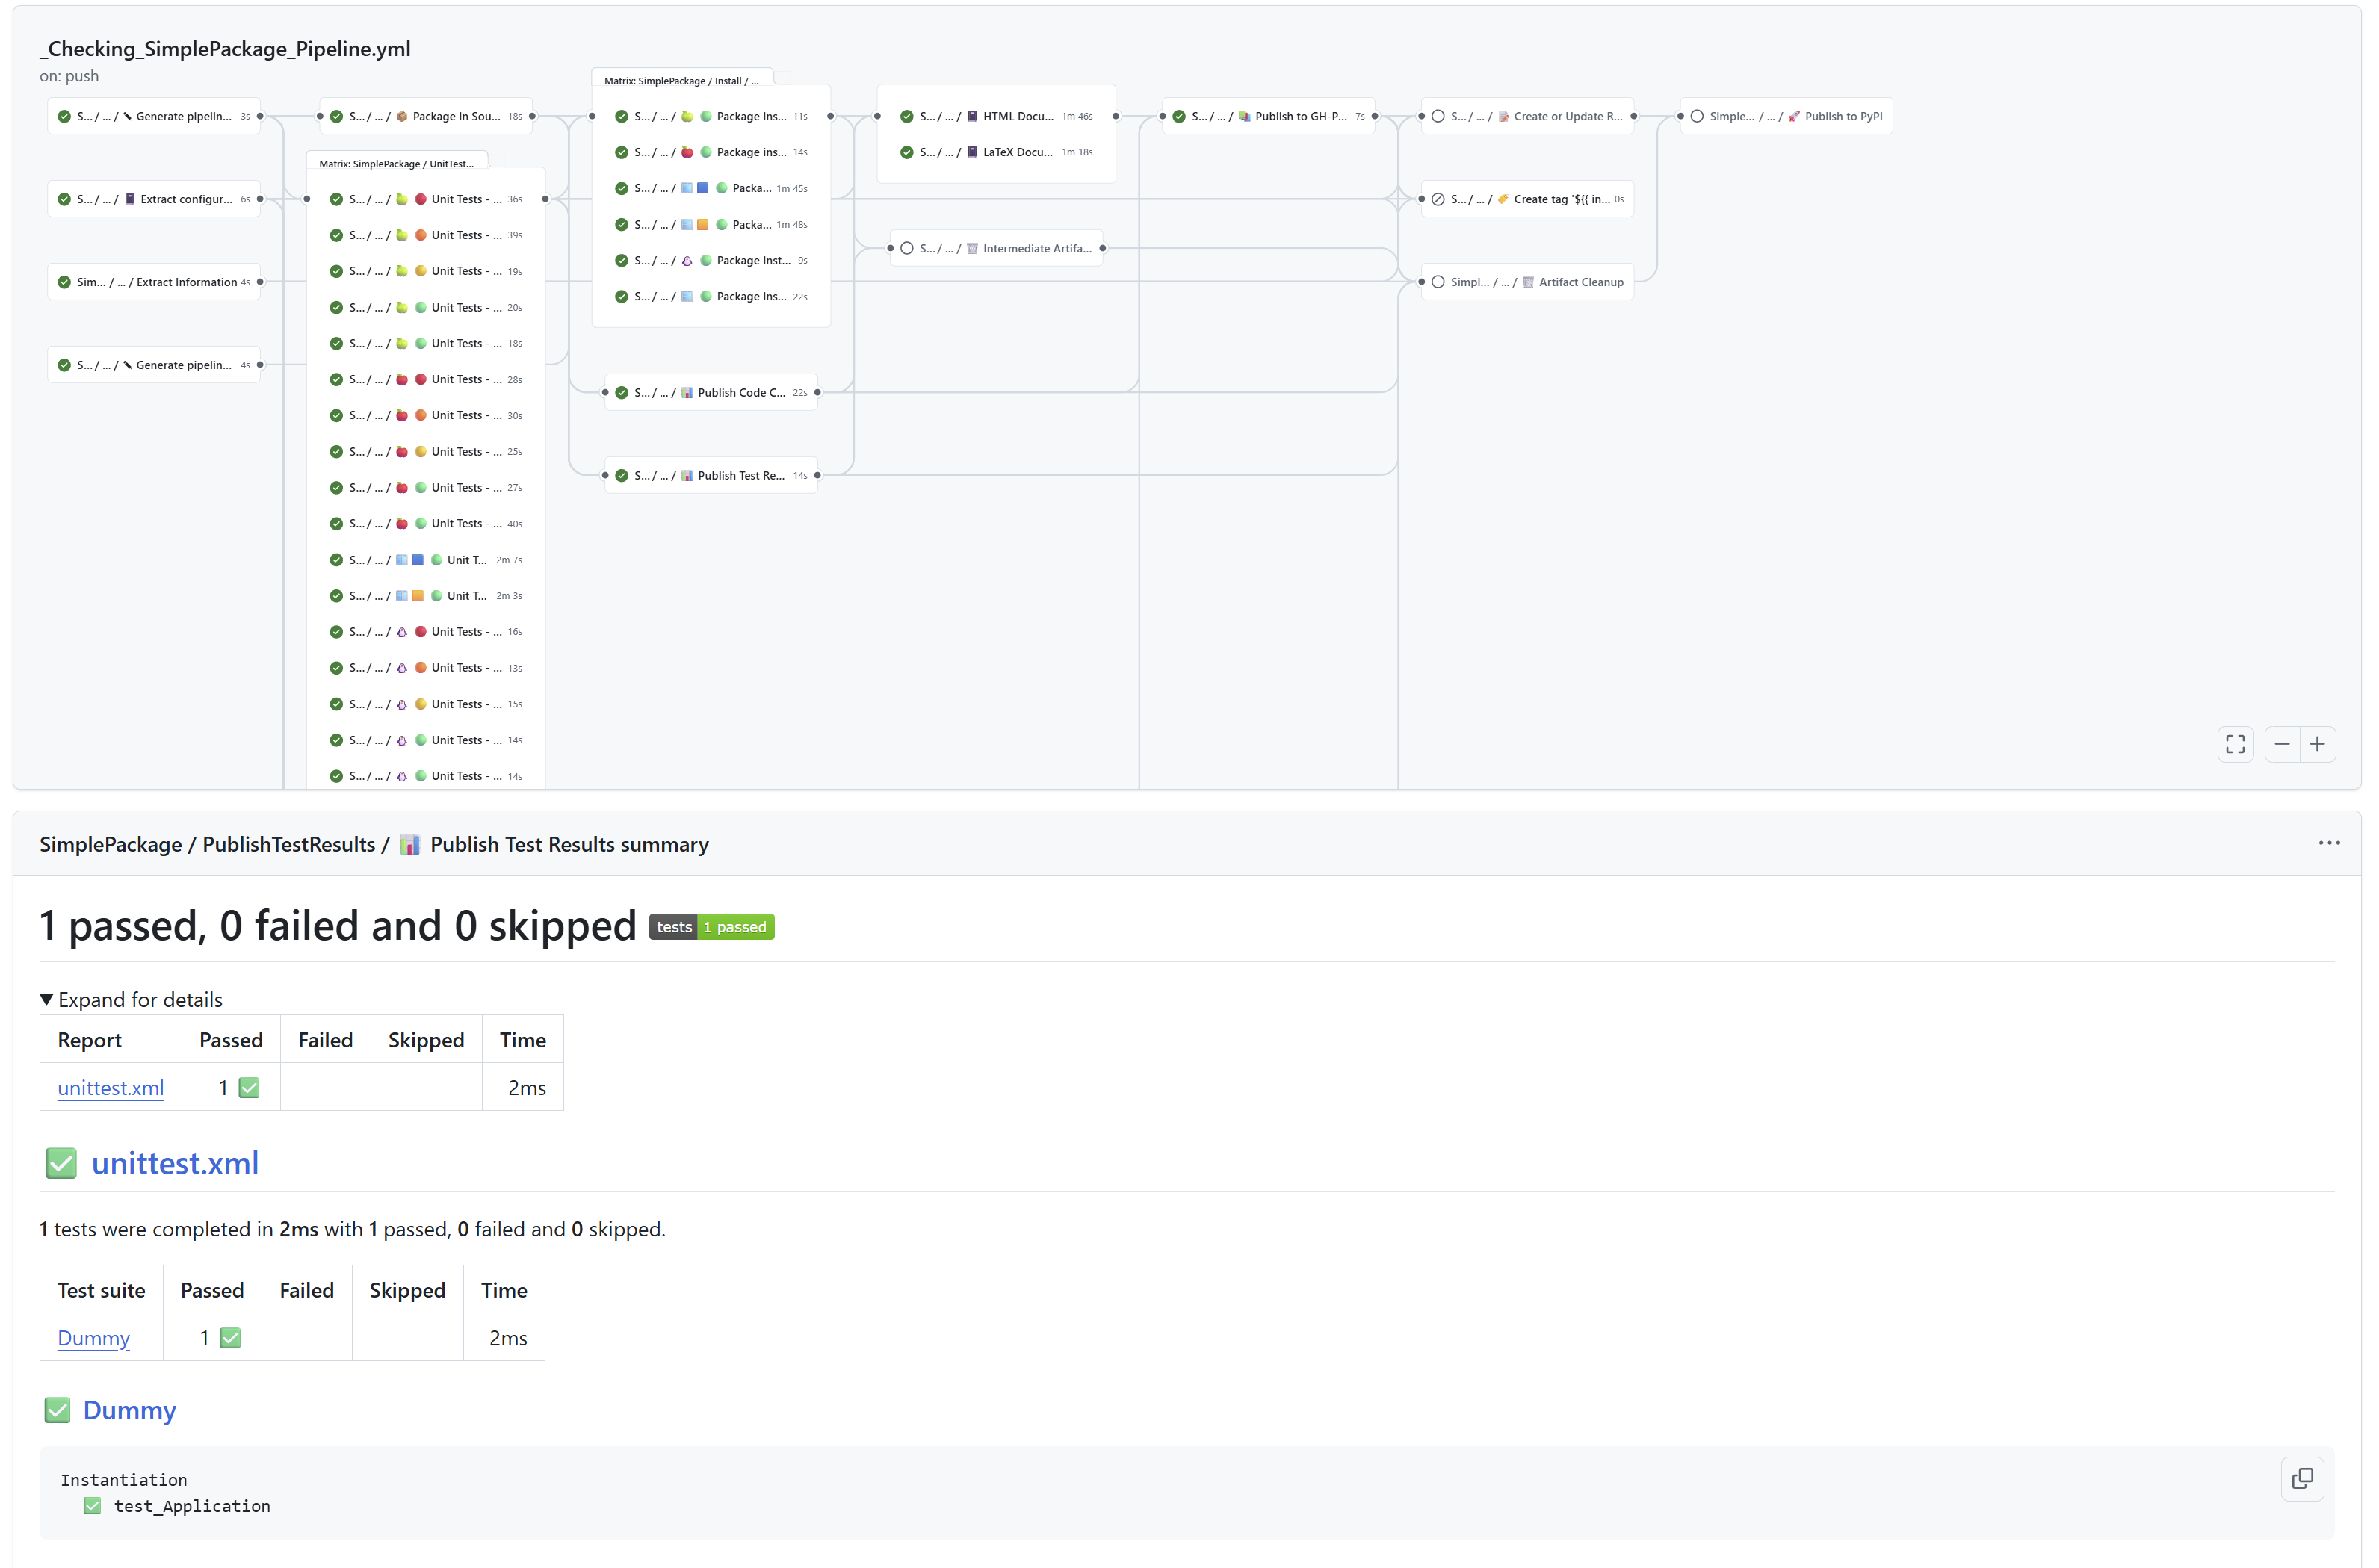 _Checking_SimplePackage_Pipeline.yml
on: push
S... / ... / Generate pipelin... 3s
S... / ... / Extract configur... 6s
Sim... / ... / Extract Information 4s
S... / ... / Generate pipelin... 4s
S... / ... / Package in Sou... 18s
Matrix: SimplePackage / UnitTest...
S... / ... / Unit Tests - ... 36s
S... / ... / Unit Tests - ... 39s
S... / ... / Unit Tests - ... 19s
S... / ... / Unit Tests - ... 20s
S... / ... / Unit Tests - ... 18s
S... / ... / Unit Tests - ... 28s
S... / ... / Unit Tests - ... 30s
S... / ... / Unit Tests - ... 25s
S... / ... / Unit Tests - ... 27s
S... / ... / Unit Tests - ... 40s
S... / ... / Unit T... 2m 7s
S... / ... / Unit T... 2m 3s
S... / ... / Unit Tests - ... 16s
S... / ... / Unit Tests - ... 13s
S... / ... / Unit Tests - ... 15s
S... / ... / Unit Tests - ... 14s
S... / ... / Unit Tests - ... 14s
Matrix: SimplePackage / Install / ...
S... / ... / Package ins... 11s
S... / ... / Package ins... 14s
S... / ... / Packa... 1m 45s
S... / ... / Packa... 1m 48s
S... / ... / Package inst... 9s
S... / ... / Package ins... 22s
S... / ... / Publish Code C... 22s
S... / ... / Publish Test Re... 14s
S... / ... / HTML Docu... 1m 46s
S... / ... / LaTeX Docu... 1m 18s
S... / ... / Intermediate Artifa...
S... / ... / Publish to GH-P... 7s
S... / ... / Create or Update R...
S... / ... / Create tag '${{ in... 0s
Simpl... / ... / Artifact Cleanup
Simple... / ... / Publish to PyPI
SimplePackage / PublishTestResults / Publish Test Results summary
1 passed, 0 failed and 0 skipped tests 1 passed
Expand for details
Report Passed Failed Skipped Time
unittest.xml 1 2ms
unittest.xml
1 tests were completed in 2ms with 1 passed, 0 failed and 0 skipped.
Test suite Passed Failed Skipped Time
Dummy 1 2ms
Dummy
Instantiation
test_Application